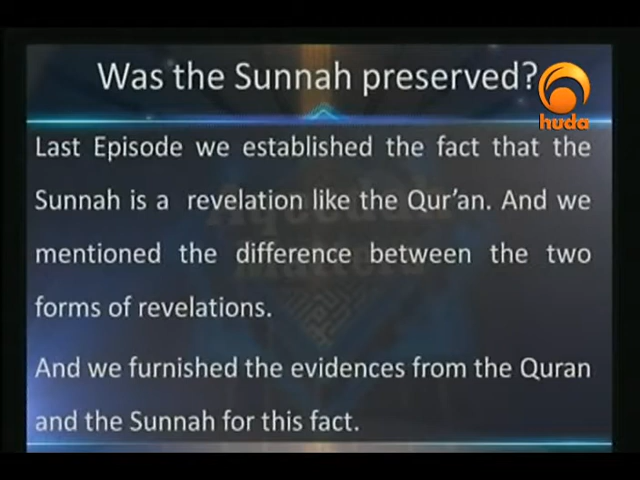 Was the Sunnah preserved?
huda
Last Episode we established the fact that the
Sunnah is a revelation like the Qur'an. And we
mentioned the difference between the two
forms of revelations.
And we furnished the evidences from the Quran
and the Sunnah for this fact.
Aqeedah
Matters